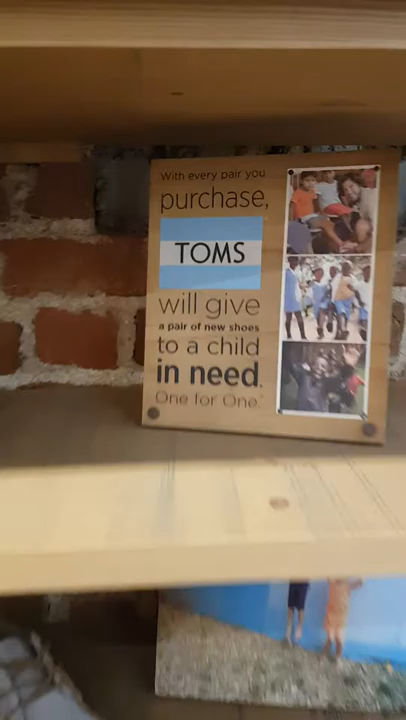 With every pair you
purchase,
TOMS
will give
a pair of new shoes
to a child
in need.
One for One.